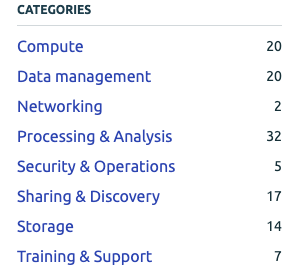 CATEGORIES
Compute 20
Data management 20
Networking 2
Processing & Analysis 32
Security & Operations 5
Sharing & Discovery 17
Storage 14
Training & Support 7